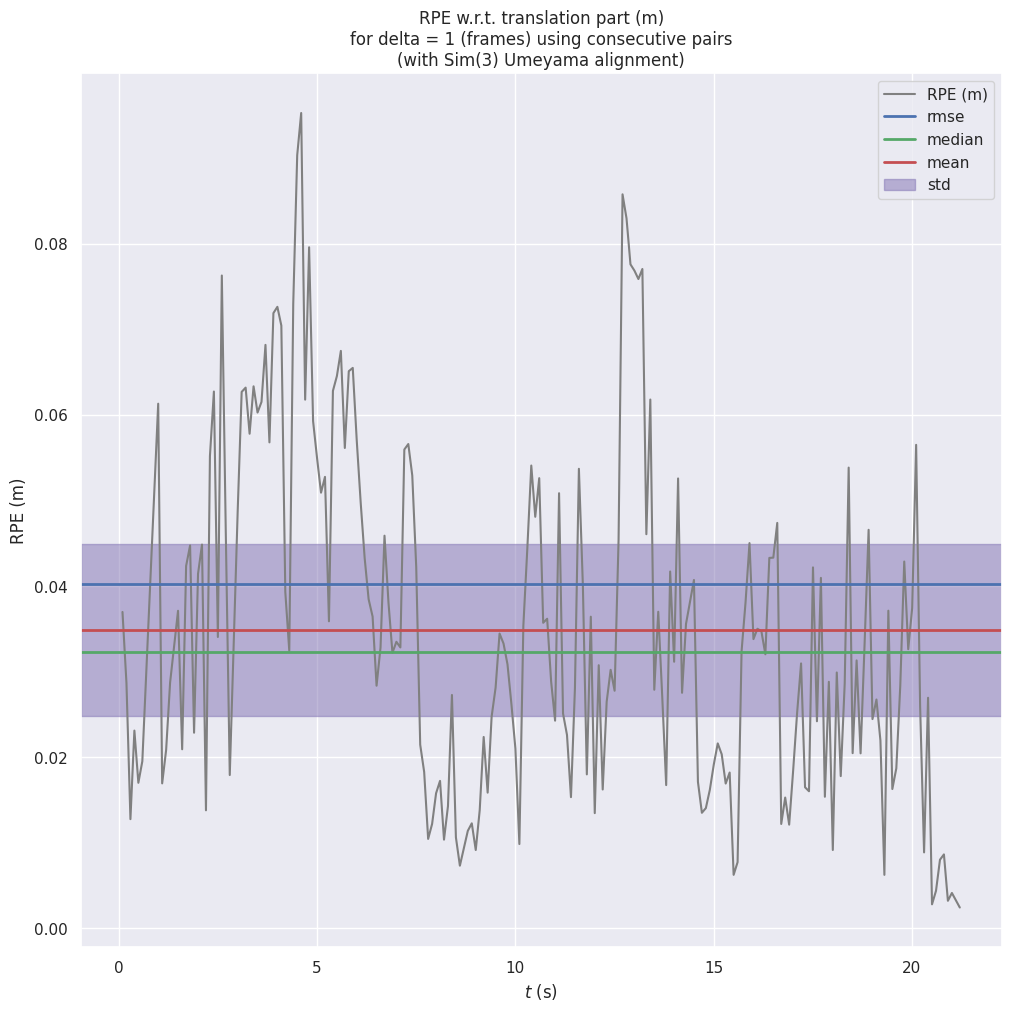 RPE w.r.t. translation part (m)
for delta = 1 (frames) using consecutive pairs
(with Sim(3) Umeyama alignment)
RPE (m)
rmse
median
mean
std
RPE (m)
0.08
0.06
0.04
0.02
0.00
0 5 10 15 20
t (s)